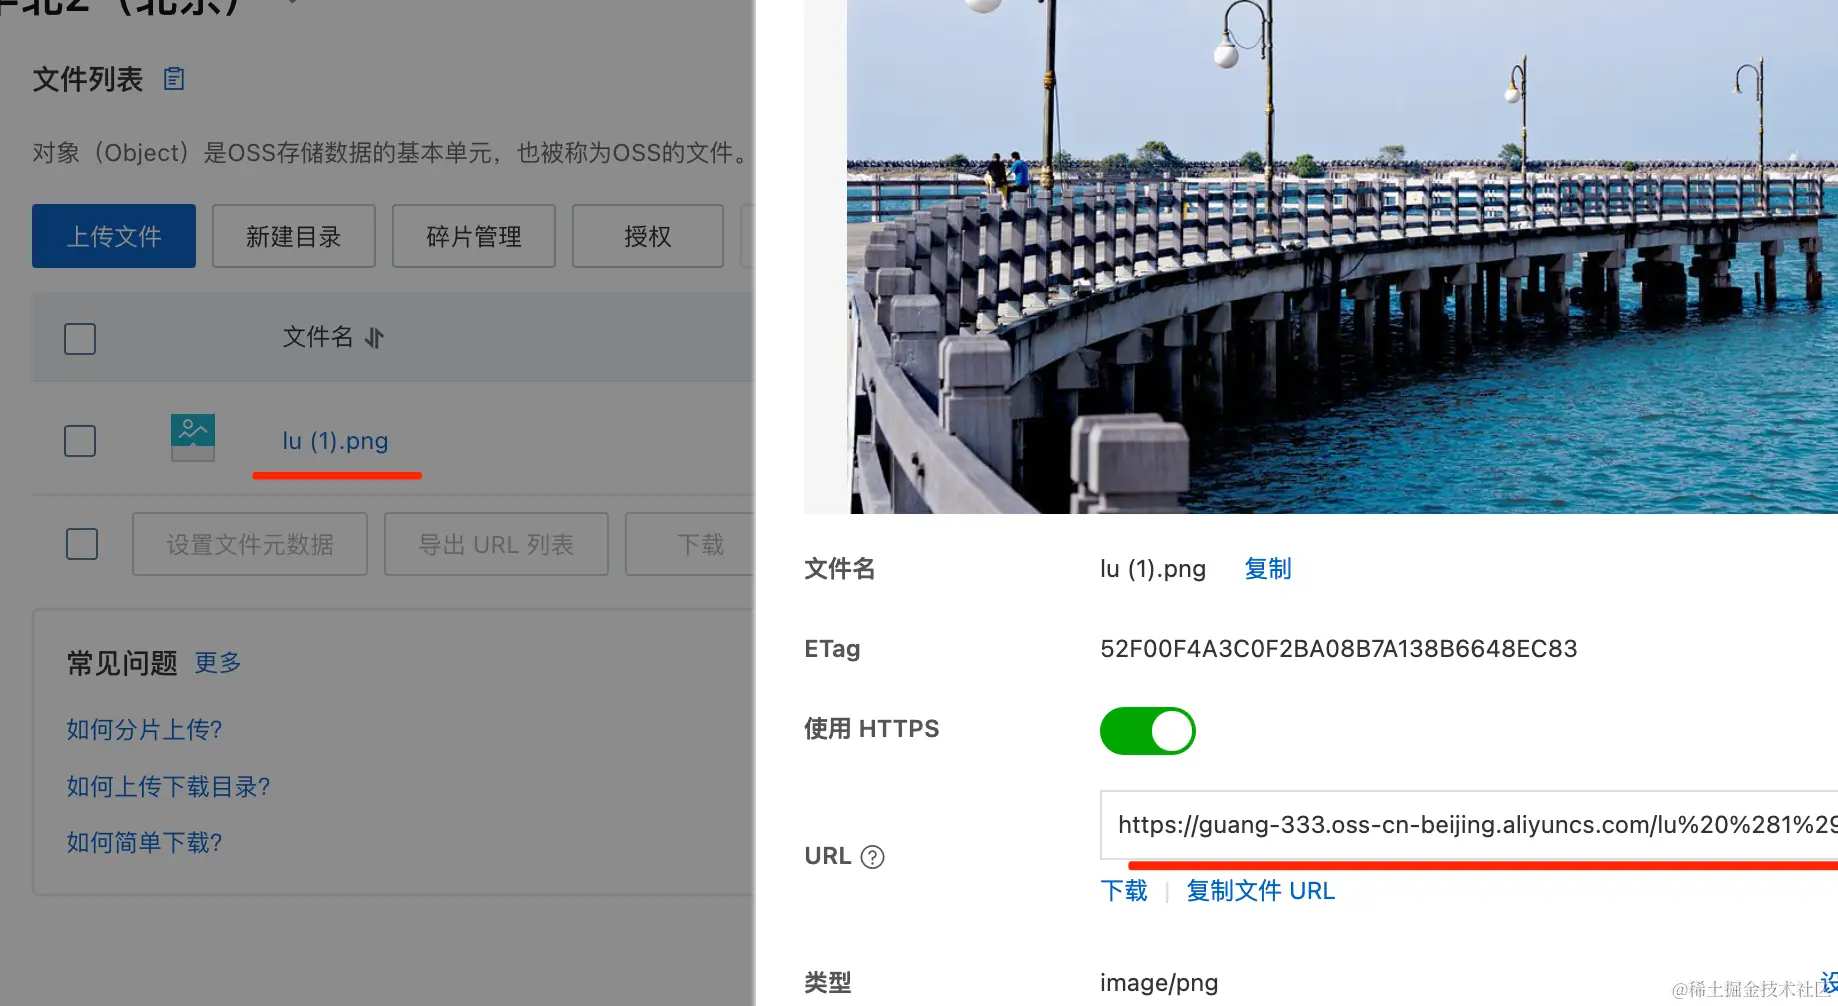 华北2（北京）
文件列表
对象（Object）是OSS存储数据的基本单元，也被称为OSS的文件。
上传文件
新建目录
碎片管理
授权
文件名
lu (1).png
设置文件元数据
导出 URL 列表
下载
常见问题 更多
如何分片上传?
如何上传下载目录?
如何简单下载?
文件名 lu (1).png 复制
ETag 52F00F4A3C0F2BA08B7A138B6648EC83
使用 HTTPS
URL https://guang-333.oss-cn-beijing.aliyuncs.com/lu%20%281%29
下载 | 复制文件 URL
类型 image/png 设
@稀土掘金技术社区